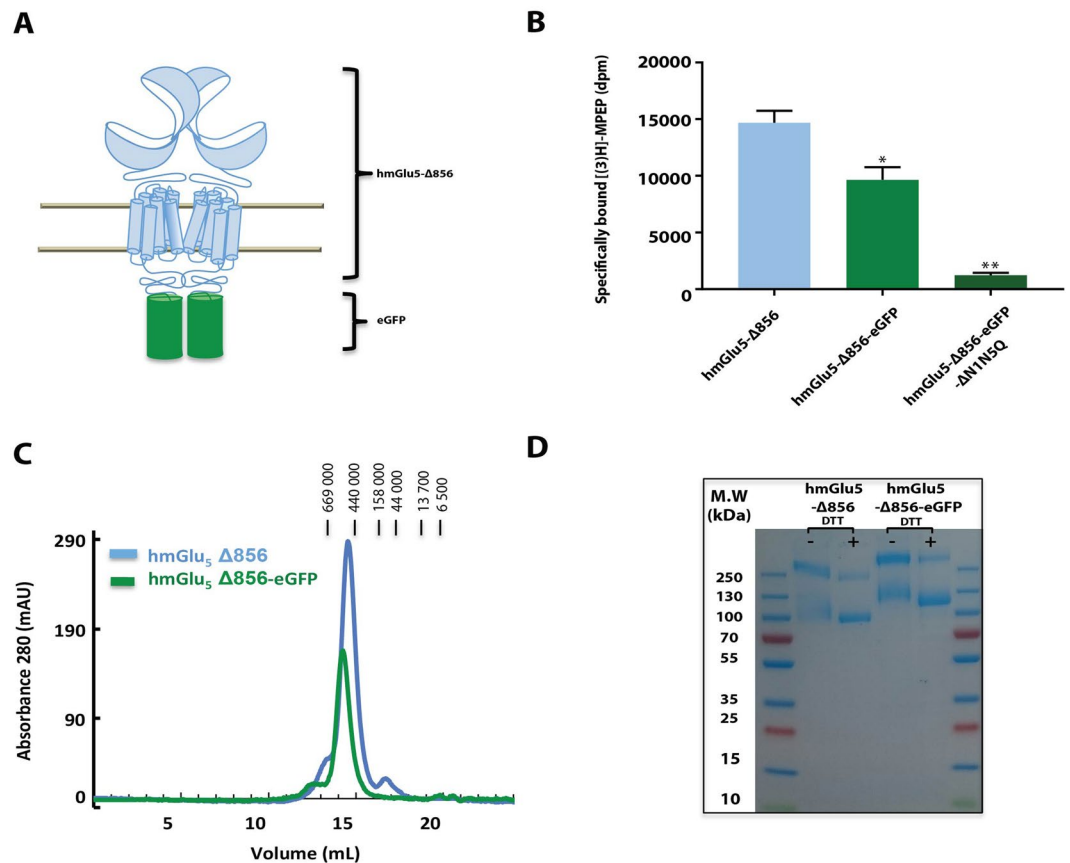 A
hmGlu5-Δ856
eGFP
B
Specifically bound [(3)H]-MPEP (dpm)
20000
15000
10000
5000
0
*
**
hmGlu5-Δ856
hmGlu5-Δ856-eGFP
hmGlu5-Δ856-eGFP
-ΔN1N5Q
C
669 000
440 000
158 000
44 000
13 700
6 500
Absorbance 280 (mAU)
290
190
90
0
hmGlu5 Δ856
hmGlu5 Δ856-eGFP
5
10
15
20
Volume (mL)
D
M.W
(kDa)
hmGlu5
-Δ856
DTT
- +
hmGlu5
-Δ856-eGFP
DTT
- +
250
130
100
70
55
35
25
15
10